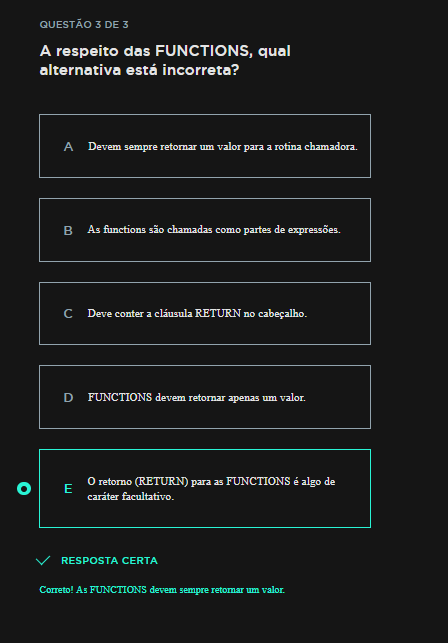 QUESTÃO 3 DE 3
A respeito das FUNCTIONS, qual
alternativa está incorreta?
A Devem sempre retornar um valor para a rotina chamadora.
B As functions são chamadas como partes de expressões.
C Deve conter a cláusula RETURN no cabeçalho.
D FUNCTIONS devem retornar apenas um valor.
E O retorno (RETURN) para as FUNCTIONS é algo de
caráter facultativo.
RESPOSTA CERTA
Correto! As FUNCTIONS devem sempre retornar um valor.